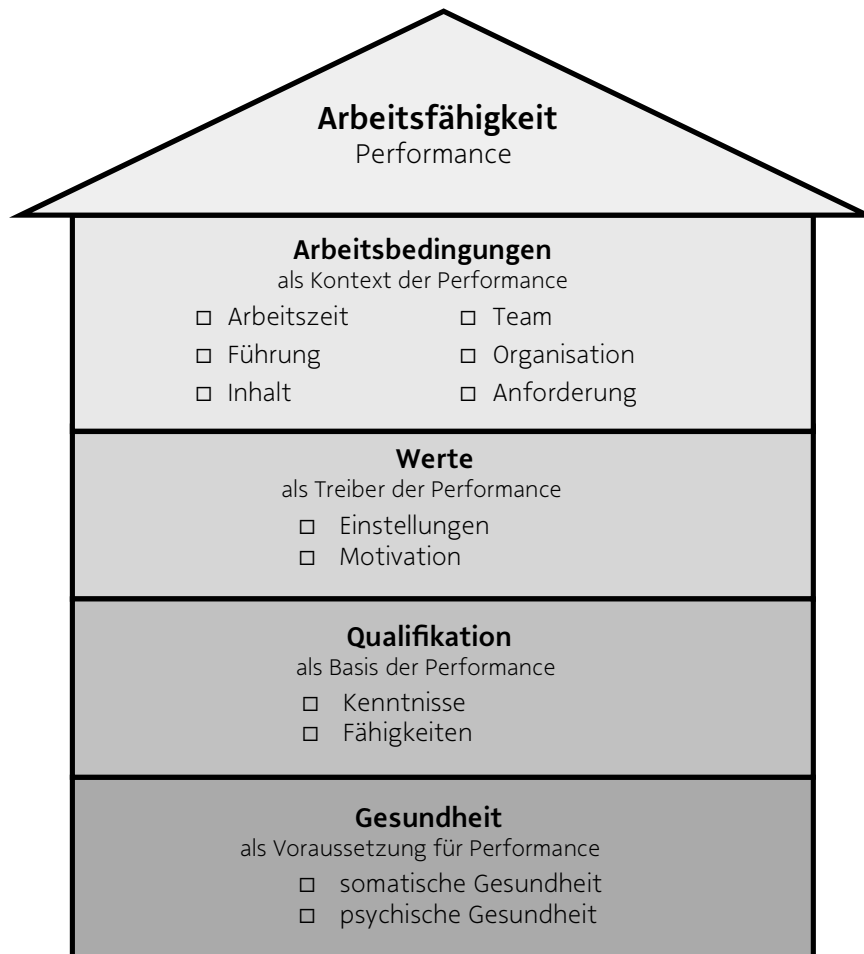 Arbeitsfähigkeit
Performance
Arbeitsbedingungen
als Kontext der Performance
□ Arbeitszeit □ Team
□ Führung □ Organisation
□ Inhalt □ Anforderung
Werte
als Treiber der Performance
□ Einstellungen
□ Motivation
Qualifikation
als Basis der Performance
□ Kenntnisse
□ Fähigkeiten
Gesundheit
als Voraussetzung für Performance
□ somatische Gesundheit
□ psychische Gesundheit